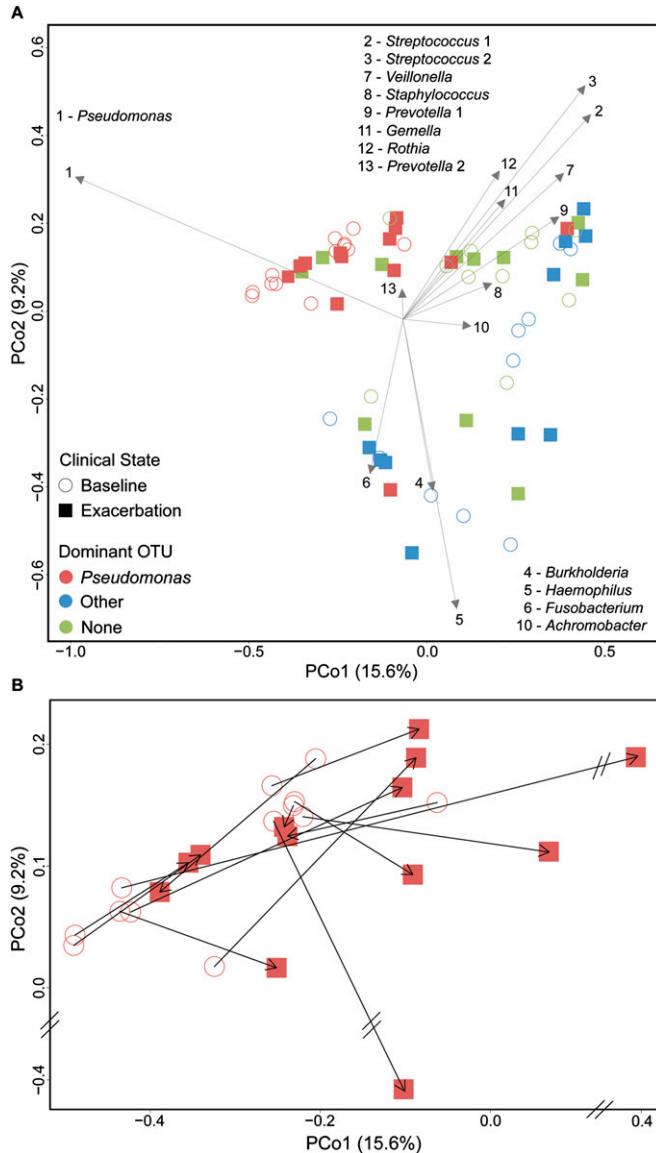 A
0.6
0.4
0.2
0.0
−0.2
−0.4
−0.6
PCo2 (9.2%)
1 - Pseudomonas
2 - Streptococcus 1
3 - Streptococcus 2
7 - Veillonella
8 - Staphylococcus
9 - Prevotella 1
11 - Gemella
12 - Rothia
13 - Prevotella 2
1
3
2
12
7
11
9
13
8
10
6
4
5
Clinical State
Baseline
Exacerbation
Dominant OTU
Pseudomonas
Other
None
4 - Burkholderia
5 - Haemophilus
6 - Fusobacterium
10 - Achromobacter
−1.0
−0.5
0.0
0.5
PCo1 (15.6%)
B
0.2
0.1
0.0
−0.4
PCo2 (9.2%)
−0.4
−0.2
0.0
0.4
PCo1 (15.6%)